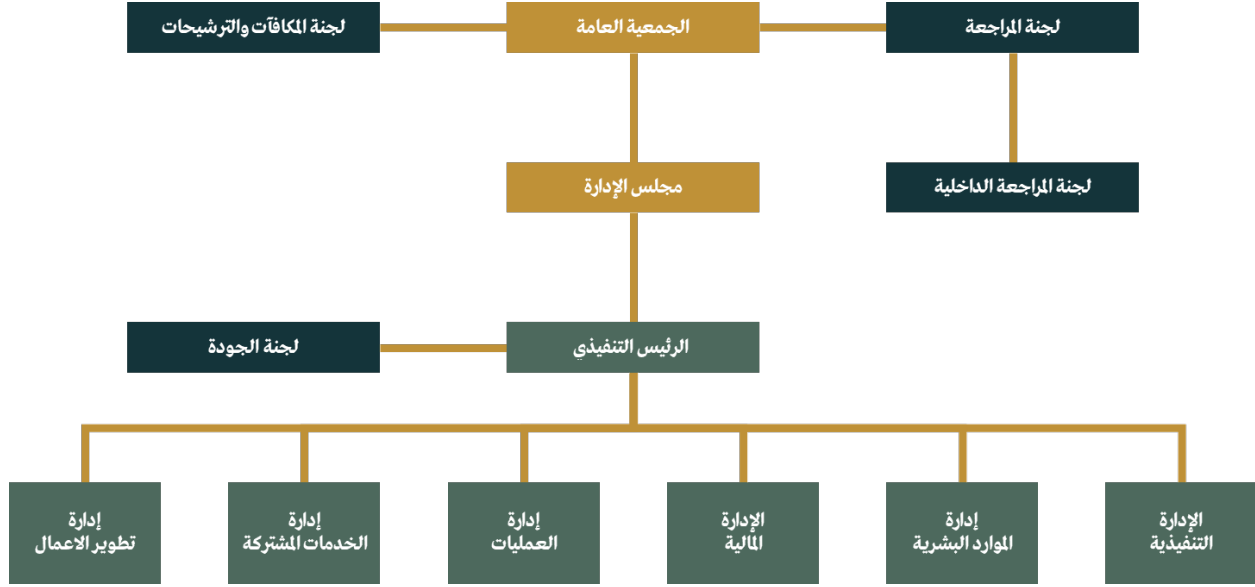 لجنة المراجعة
الجمعية العامة
لجنة المكافآت والترشيحات
لجنة المراجعة الداخلية
مجلس الإدارة
الرئيس التنفيذي
لجنة الجودة
الإدارة
التنفيذية
إدارة
الموارد البشرية
الإدارة
المالية
إدارة
العمليات
إدارة
الخدمات المشتركة
إدارة
تطوير الاعمال